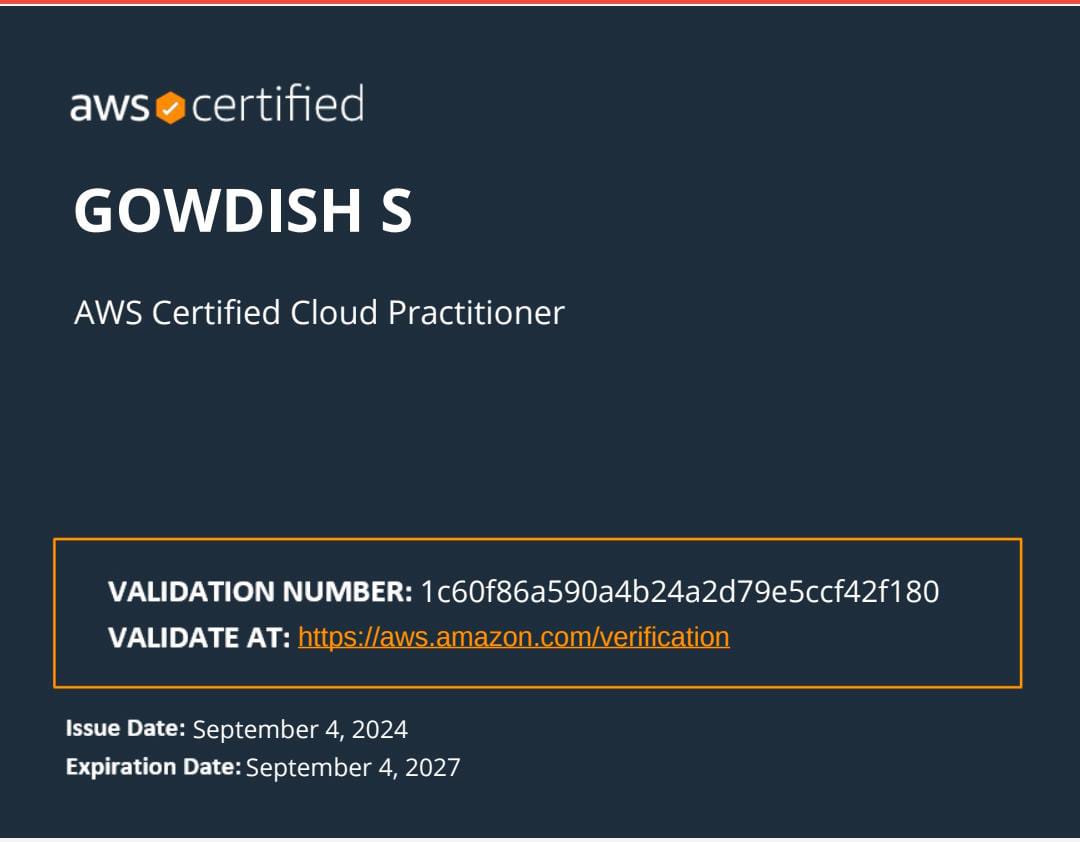 aws certified
GOWDISH S
AWS Certified Cloud Practitioner
VALIDATION NUMBER: 1c60f86a590a4b24a2d79e5ccf42f180
VALIDATE AT: https://aws.amazon.com/verification
Issue Date: September 4, 2024
Expiration Date: September 4, 2027